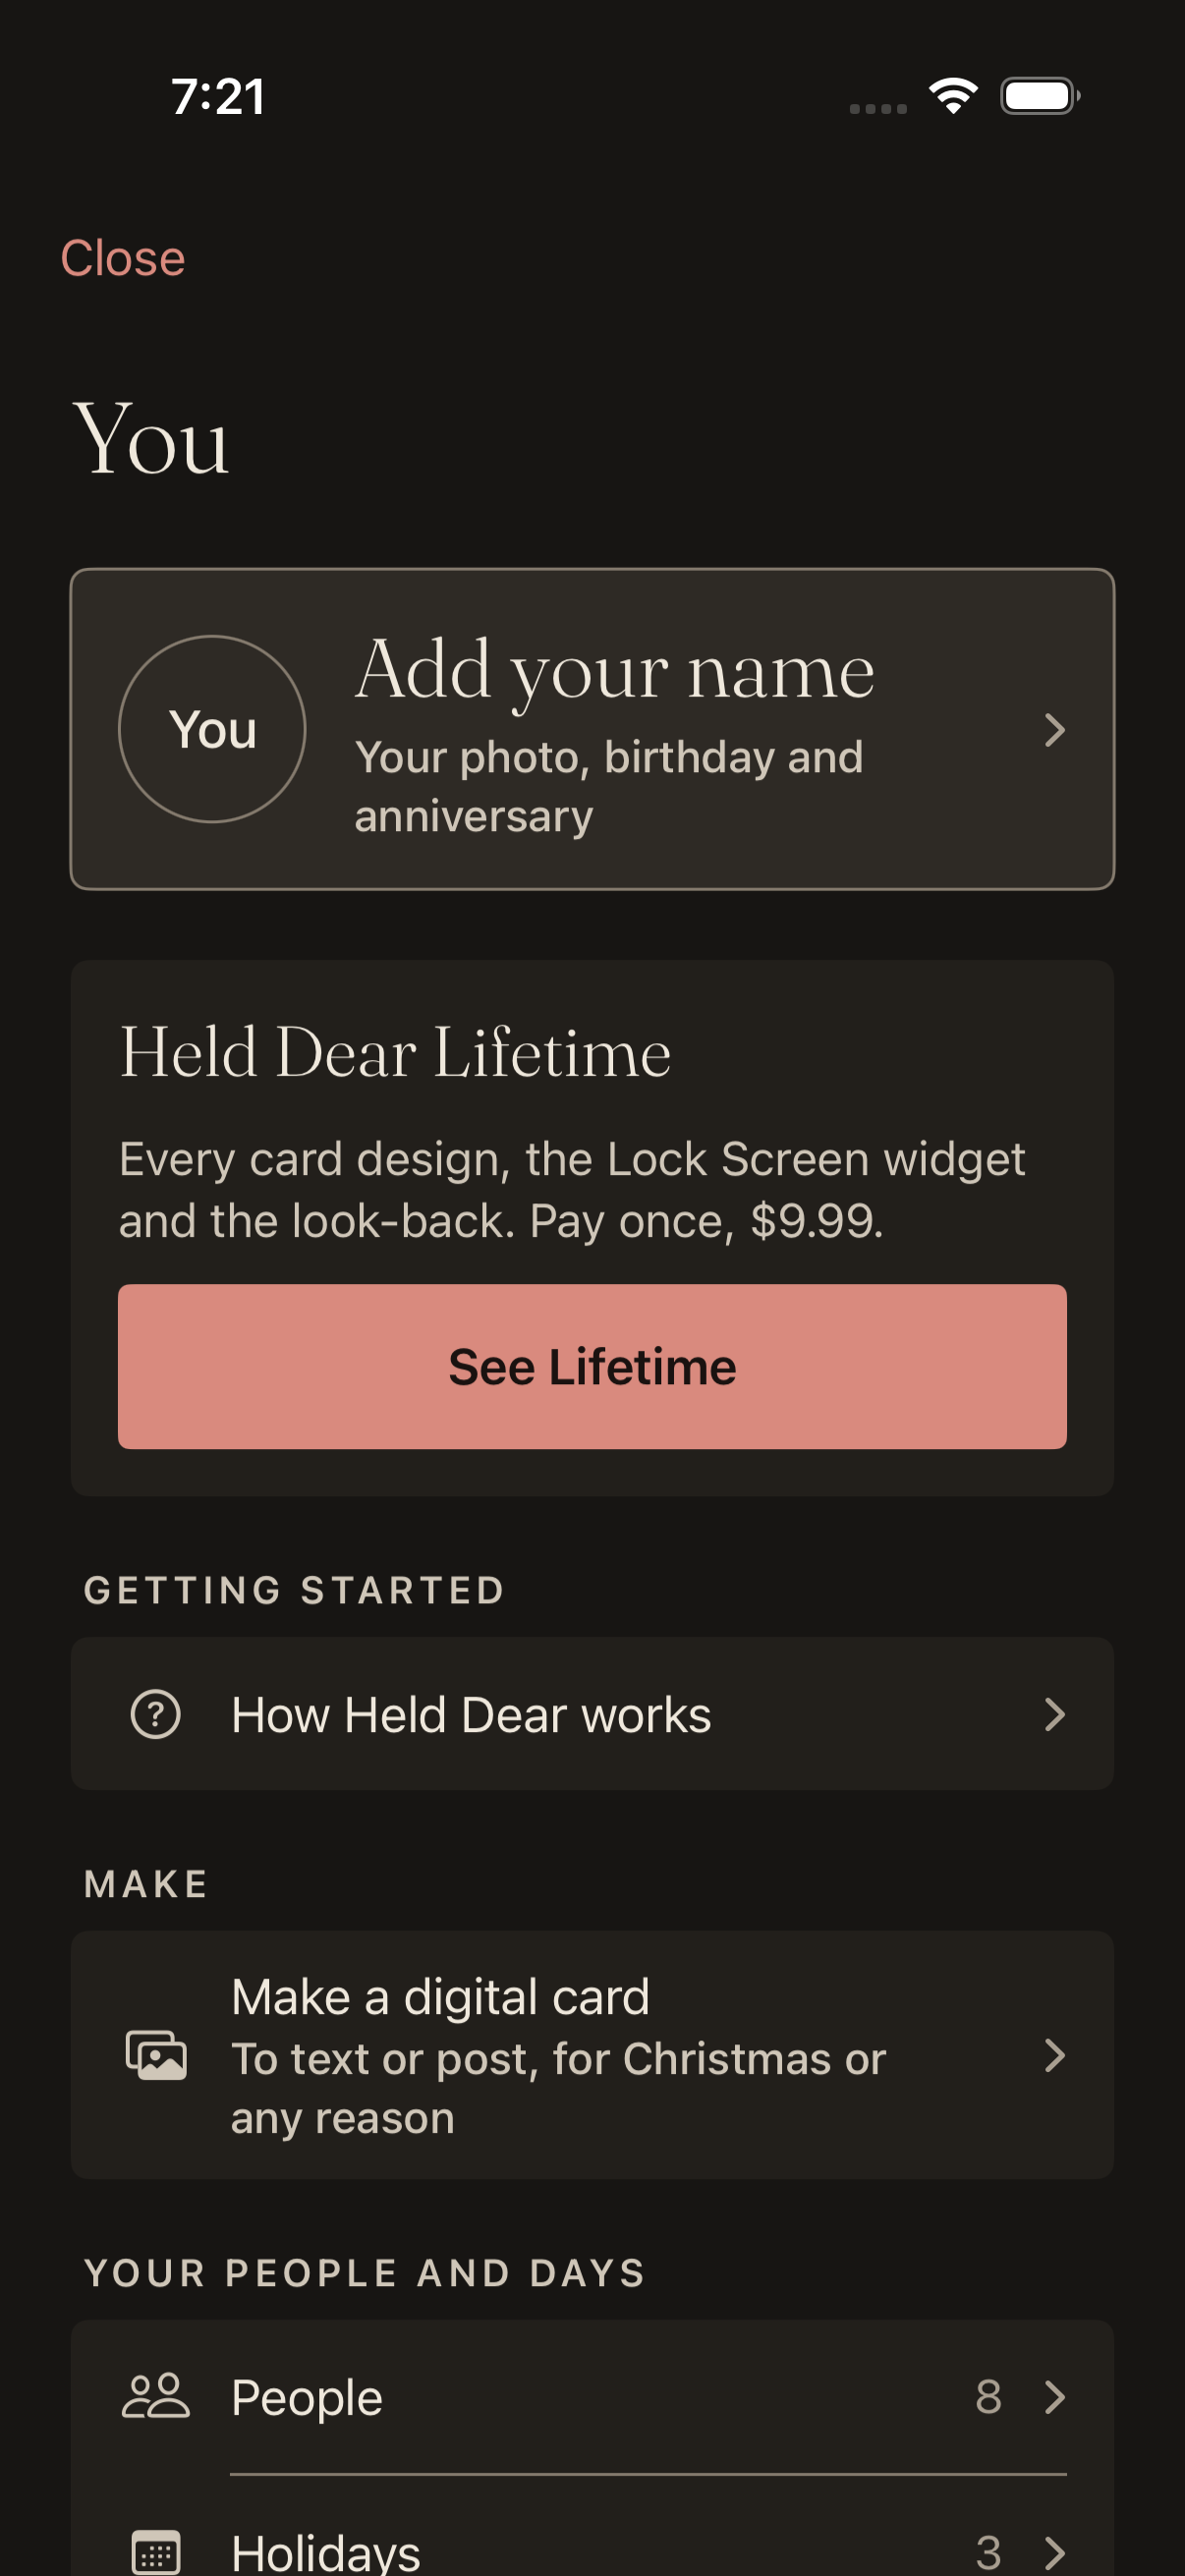 7:21
Close
You
You
Add your name
Your photo, birthday and
anniversary
Held Dear Lifetime
Every card design, the Lock Screen widget
and the look-back. Pay once, $9.99.
See Lifetime
GETTING STARTED
?
How Held Dear works
MAKE
Make a digital card
To text or post, for Christmas or
any reason
YOUR PEOPLE AND DAYS
People 8
Holidays 3